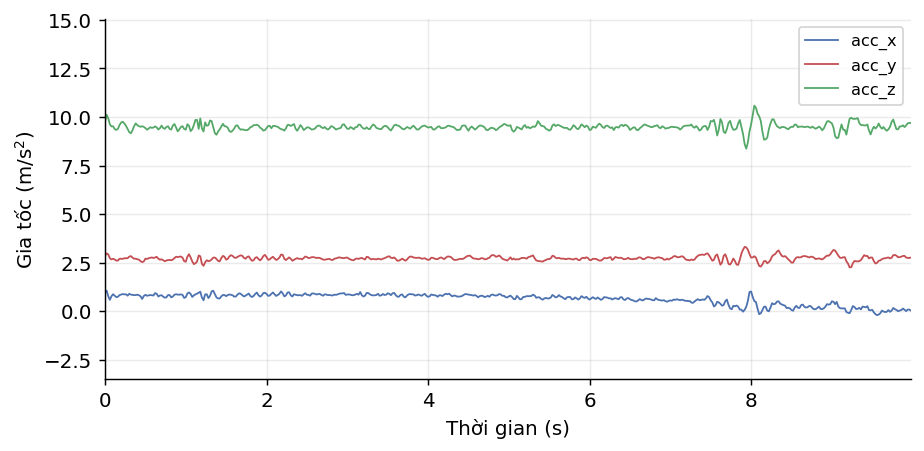 15.0
12.5
10.0
7.5
5.0
2.5
0.0
−2.5
Gia tốc (m/s²)
acc_x
acc_y
acc_z
0 2 4 6 8
Thời gian (s)